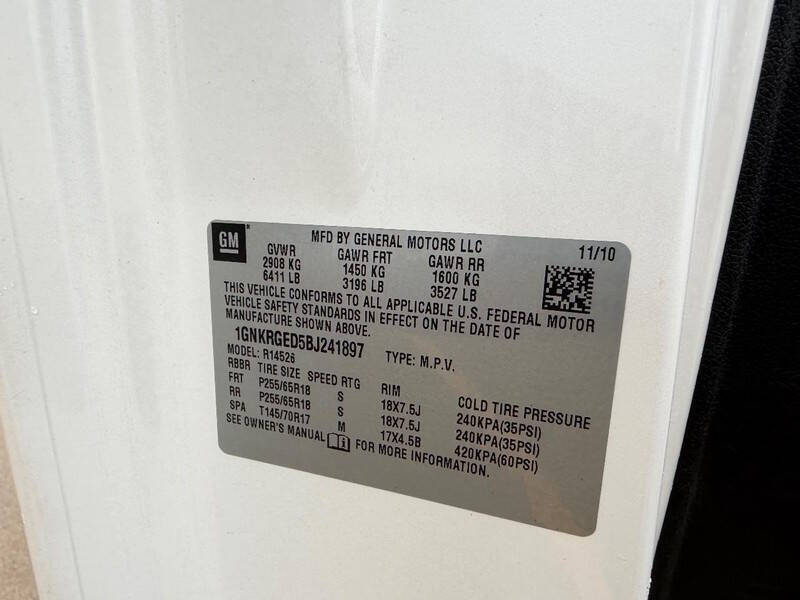 GM
MFD BY GENERAL MOTORS LLC 11/10
GVWR GAWR FRT GAWR RR
2908 KG 1450 KG 1600 KG
6411 LB 3196 LB 3527 LB
THIS VEHICLE CONFORMS TO ALL APPLICABLE U.S. FEDERAL MOTOR
VEHICLE SAFETY STANDARDS IN EFFECT ON THE DATE OF
MANUFACTURE SHOWN ABOVE.
1GNKRGED5BJ241897 TYPE: M.P.V.
MODEL: R14526
RBBR TIRE SIZE SPEED RTG RIM COLD TIRE PRESSURE
FRT P255/65R18 S 18X7.5J 240KPA(35PSI)
RR P255/65R18 S 18X7.5J 240KPA(35PSI)
SPA T145/70R17 M 17X4.5B 420KPA(60PSI)
SEE OWNER'S MANUAL i FOR MORE INFORMATION.